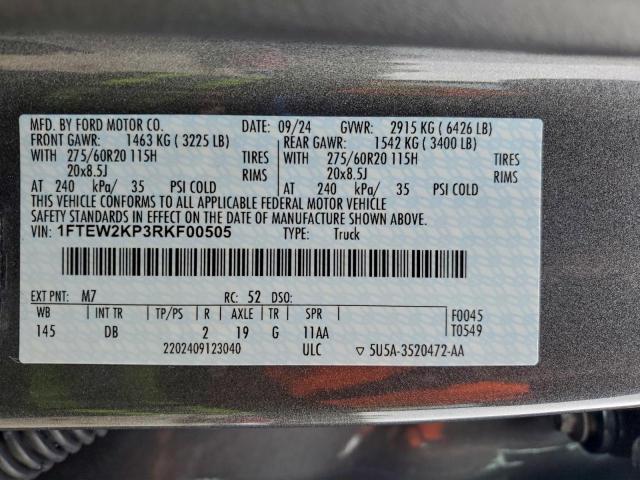 MFD. BY FORD MOTOR CO. DATE: 09/24 GVWR: 2915 KG ( 6426 LB)
FRONT GAWR: 1463 KG ( 3225 LB) REAR GAWR: 1542 KG ( 3400 LB)
WITH 275/60R20 115H TIRES WITH 275/60R20 115H TIRES
20x8.5J RIMS 20x8.5J RIMS
AT 240 kPa/ 35 PSI COLD AT 240 kPa/ 35 PSI COLD
THIS VEHICLE CONFORMS TO ALL APPLICABLE FEDERAL MOTOR VEHICLE
SAFETY STANDARDS IN EFFECT ON THE DATE OF MANUFACTURE SHOWN ABOVE.
VIN: 1FTEW2KP3RKF00505 TYPE: Truck
EXT PNT: M7 RC: 52 DSO:
WB INT TR TP/PS R AXLE TR SPR F0045
145 DB 2 19 G 11AA T0549
2202409123040 ULC ▽ 5U5A-3520472-AA